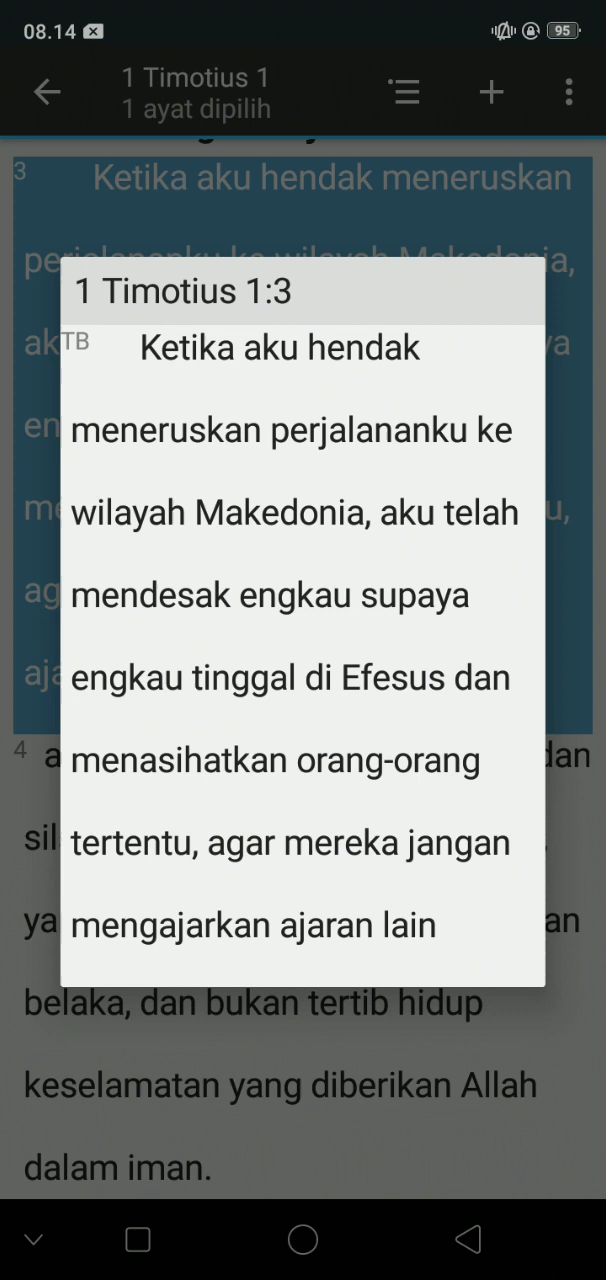 08.14
95
1 Timotius 1
1 ayat dipilih
3 Ketika aku hendak meneruskan
1 Timotius 1:3
TB Ketika aku hendak
meneruskan perjalananku ke
wilayah Makedonia, aku telah
mendesak engkau supaya
engkau tinggal di Efesus dan
menasihatkan orang-orang
tertentu, agar mereka jangan
mengajarkan ajaran lain
4
dan
belaka, dan bukan tertib hidup
keselamatan yang diberikan Allah
dalam iman.